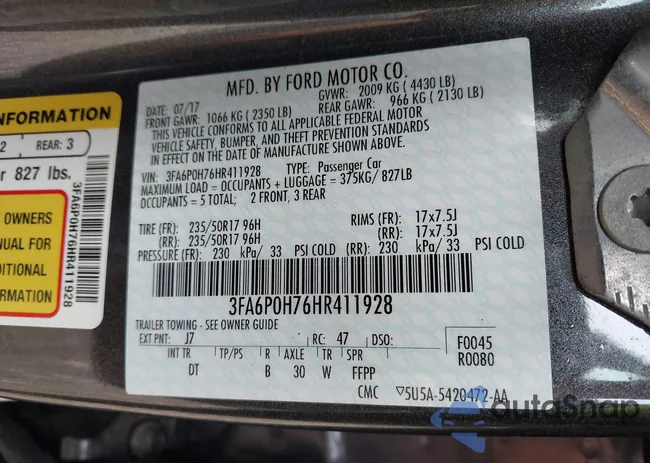 INFORMATION
2 REAR: 3
r 827 lbs.
OWNERS
NUAL FOR
DITIONAL
ORMATION
3FA6P0H76HR411928
MFD. BY FORD MOTOR CO.
DATE: 07/17 GVWR: 2009 KG ( 4430 LB)
FRONT GAWR: 1066 KG ( 2350 LB) REAR GAWR: 966 KG ( 2130 LB)
THIS VEHICLE CONFORMS TO ALL APPLICABLE FEDERAL MOTOR
VEHICLE SAFETY, BUMPER, AND THEFT PREVENTION STANDARDS
IN EFFECT ON THE DATE OF MANUFACTURE SHOWN ABOVE.
VIN: 3FA6P0H76HR411928 TYPE: Passenger Car
MAXIMUM LOAD = OCCUPANTS + LUGGAGE = 375KG/ 827LB
OCCUPANTS = 5 TOTAL; 2 FRONT, 3 REAR
TIRE (FR): 235/50R17 96H RIMS (FR): 17x7.5J
(RR): 235/50R17 96H (RR): 17x7.5J
PRESSURE (FR): 230 kPa/ 33 PSI COLD (RR): 230 kPa/ 33 PSI COLD
3FA6P0H76HR411928
TRAILER TOWING - SEE OWNER GUIDE
EXT PNT: J7 RC: 47 DSO: F0045
R0080
INT TR TP/PS R AXLE TR SPR
DT B 30 W FFPP
CMC 5U5A-5420472-AA
autoSnap